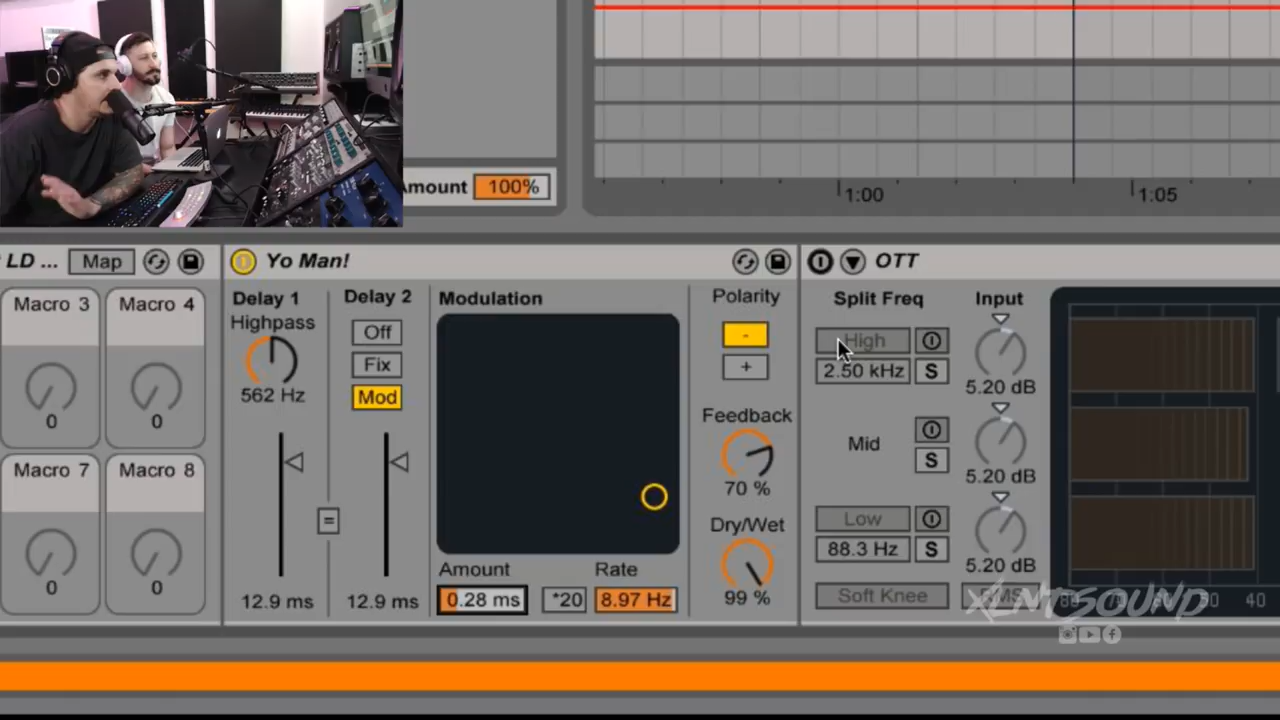 Amount 100%
1:00
1:05
LD ...
Map
Macro 3
Macro 4
0
0
Macro 7
Macro 8
0
0
Yo Man!
Delay 1
Highpass
562 Hz
12.9 ms
=
Delay 2
Off
Fix
Mod
12.9 ms
Modulation
Amount
0.28 ms
*20
Rate
8.97 Hz
Polarity
-
+
Feedback
70 %
Dry/Wet
99 %
OTT
Split Freq
High
2.50 kHz
S
Mid
S
Low
88.3 Hz
S
Soft Knee
Input
5.20 dB
5.20 dB
5.20 dB
RMS
40
XLNTSOUND